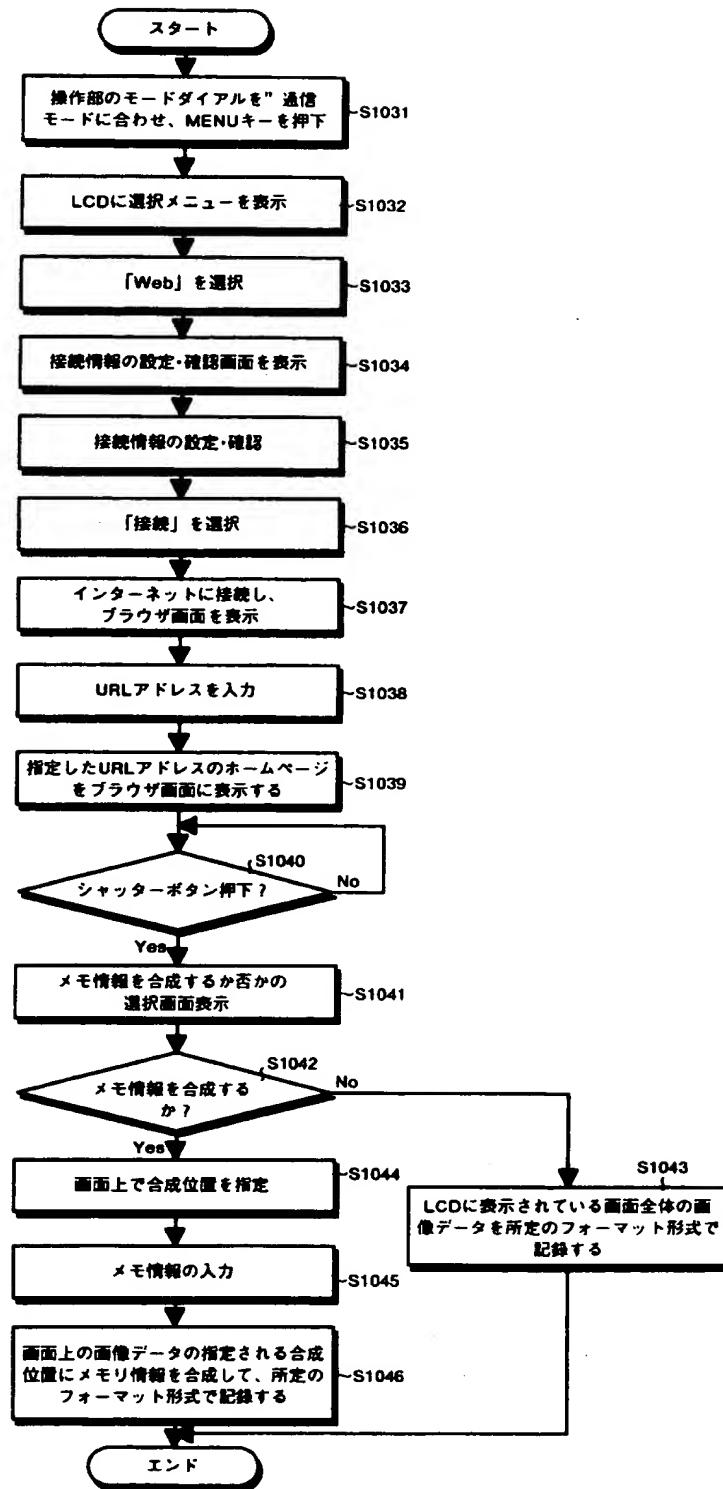 スタート
操作部のモードダイアルを”通信
モードに合わせ、MENUキーを押下
S1031
LCDに選択メニューを表示
S1032
「Web」を選択
S1033
接続情報の設定・確認画面を表示
S1034
接続情報の設定・確認
S1035
「接続」を選択
S1036
インターネットに接続し、
ブラウザ画面を表示
S1037
URLアドレスを入力
S1038
指定したURLアドレスのホームページ
をブラウザ画面に表示する
S1039
S1040
シャッターボタン押下？
No
Yes
メモ情報を合成するか否かの
選択画面表示
S1041
S1042
メモ情報を合成する
か？
No
Yes
画面上で合成位置を指定
S1044
S1043
LCDに表示されている画面全体の画
像データを所定のフォーマット形式で
記録する
メモ情報の入力
S1045
画面上の画像データの指定される合成
位置にメモリ情報を合成して、所定の
フォーマット形式で記録する
S1046
エンド